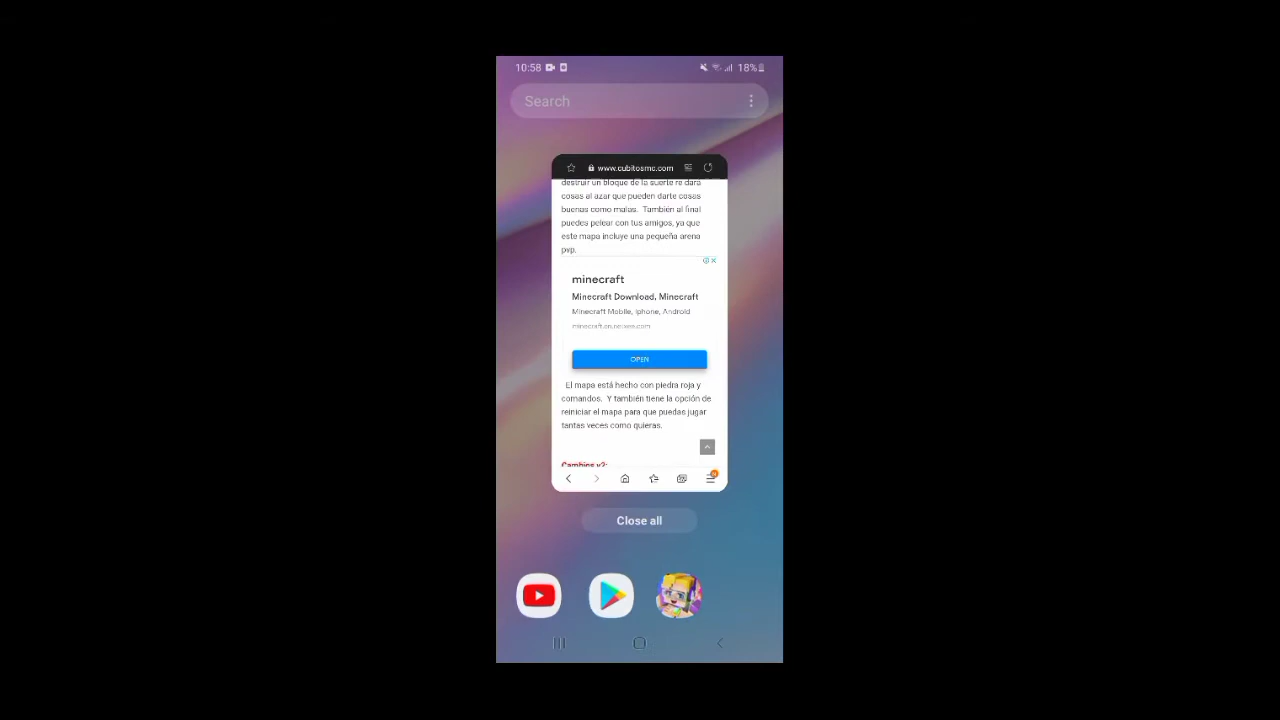 10:58
18%
Search
www.cubitosmc.com
destruir un bloque de la suerte re dara
cosas al azar que pueden darte cosas
buenas como malas. También al final
puedes pelear con tus amigos, ya que
este mapa incluye una pequeña arena
pvp.
minecraft
Minecraft Download, Minecraft
Minecraft Mobile, Iphone, Android
OPEN
El mapa está hecho con piedra roja y
comandos. Y también tiene la opción de
reiniciar el mapa para que puedas jugar
tantas veces como quieras.
Cambios v2:
Close all